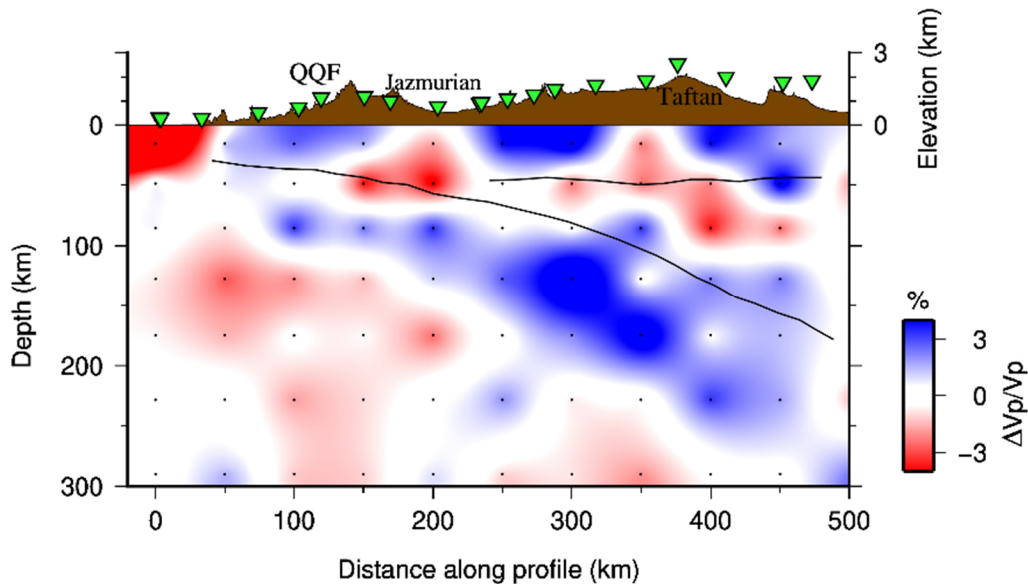 3
QQF
Jazmurian
Taftan
0
0
Elevation (km)
100
200
300
Depth (km)
%
3
0
−3
ΔVp/Vp
0
100
200
300
400
500
Distance along profile (km)